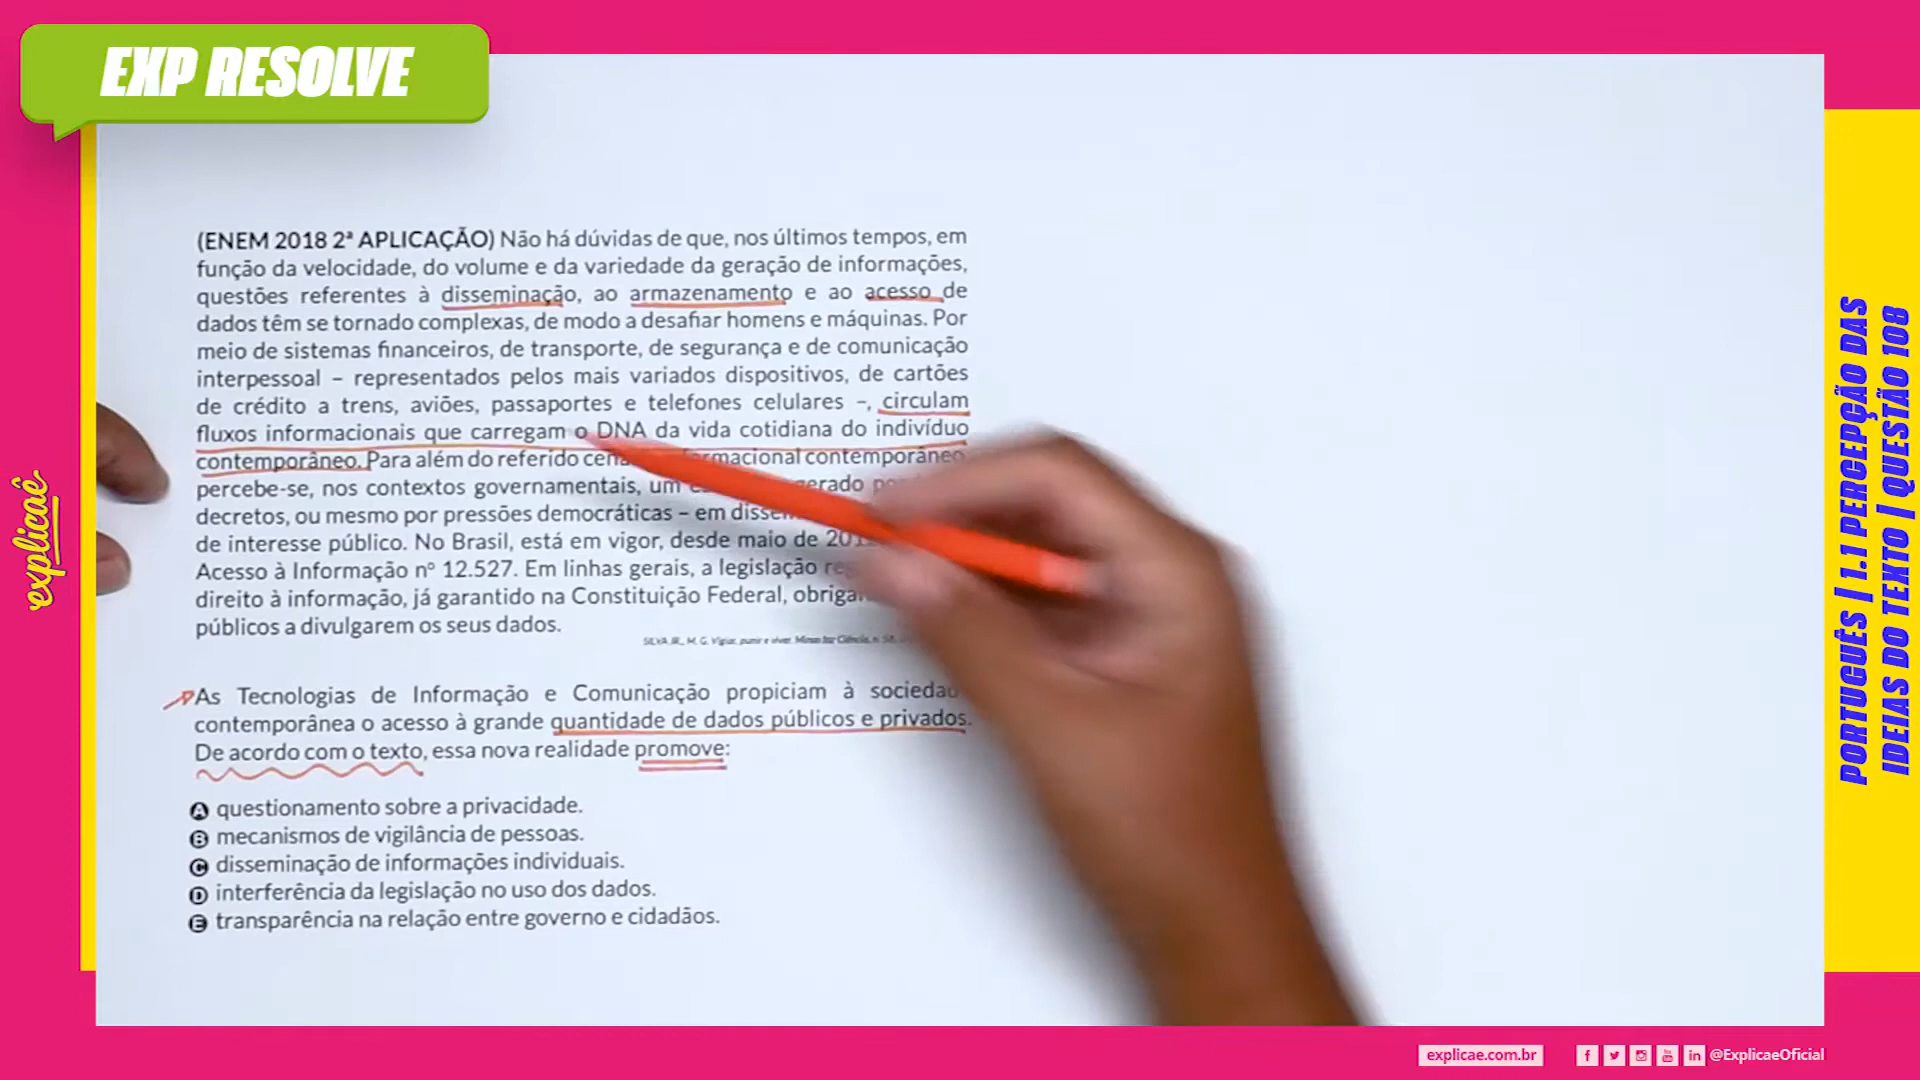 EXP RESOLVE
(ENEM 2018 2ª APLICAÇÃO) Não há dúvidas de que, nos últimos tempos, em
função da velocidade, do volume e da variedade da geração de informações,
questões referentes à disseminação, ao armazenamento e ao acesso de
dados têm se tornado complexas, de modo a desafiar homens e máquinas. Por
meio de sistemas financeiros, de transporte, de segurança e de comunicação
interpessoal – representados pelos mais variados dispositivos, de cartões
de crédito a trens, aviões, passaportes e telefones celulares –, circulam
fluxos informacionais que carregam o DNA da vida cotidiana do indivíduo
contemporâneo. Para além do referido informacional contemporâneo,
percebe-se, nos contextos governamentais, um
decretos, ou mesmo por pressões democráticas – em
de interesse público. No Brasil, está em vigor, desde maio de
Acesso à Informação nº 12.527. Em linhas gerais, a legislação
direito à informação, já garantido na Constituição Federal,
públicos a divulgarem os seus dados.
SILVA JR., M. G. Vigiar, punir e viver. Minas faz Ciência, n.
As Tecnologias de Informação e Comunicação propiciam à
contemporânea o acesso à grande quantidade de dados públicos e privados.
De acordo com o texto, essa nova realidade promove:
A questionamento sobre a privacidade.
B mecanismos de vigilância de pessoas.
C disseminação de informações individuais.
D interferência da legislação no uso dos dados.
E transparência na relação entre governo e cidadãos.
explicaê
PORTUGUÊS | 1.1 PERCEPÇÃO DAS
IDEIAS DO TEXTO | QUESTÃO 108
explicae.com.br
@ExplicaeOficial